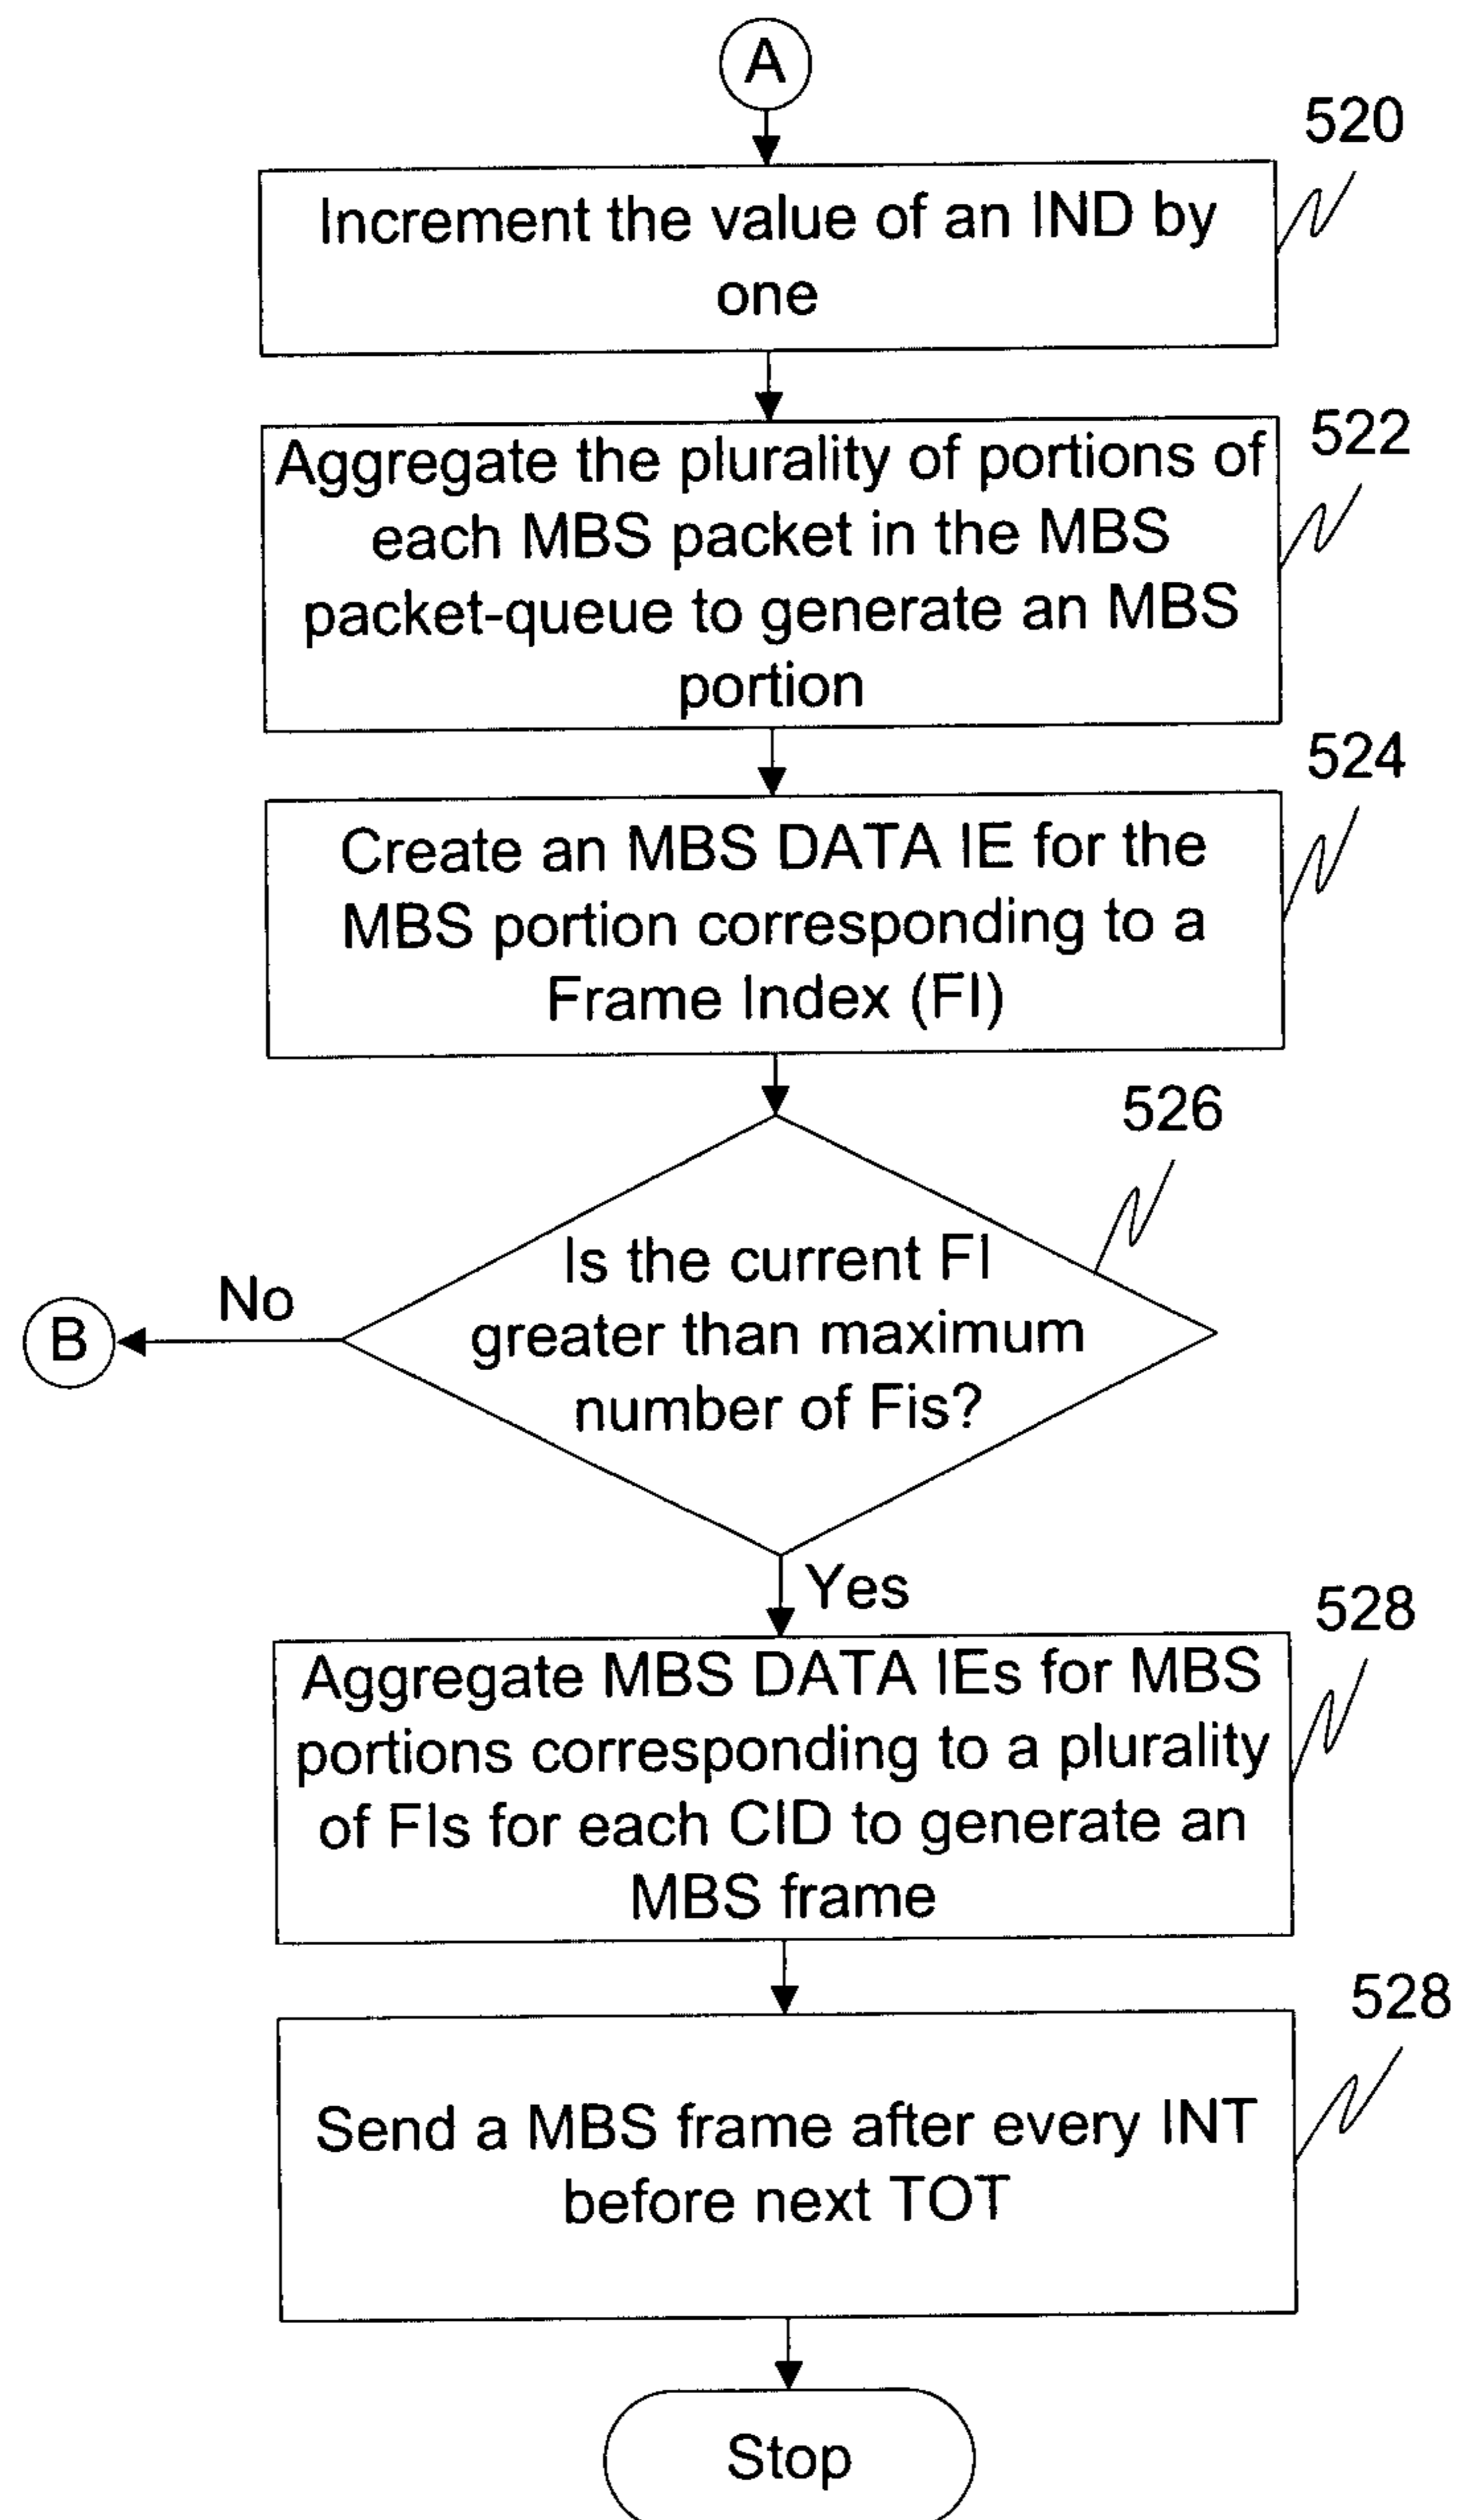 A
520
Increment the value of an IND by
one
522
Aggregate the plurality of portions of
each MBS packet in the MBS
packet-queue to generate an MBS
portion
524
Create an MBS DATA IE for the
MBS portion corresponding to a
Frame Index (FI)
526
Is the current FI
greater than maximum
number of Fis?
No
B
Yes
528
Aggregate MBS DATA IEs for MBS
portions corresponding to a plurality
of FIs for each CID to generate an
MBS frame
528
Send a MBS frame after every INT
before next TOT
Stop